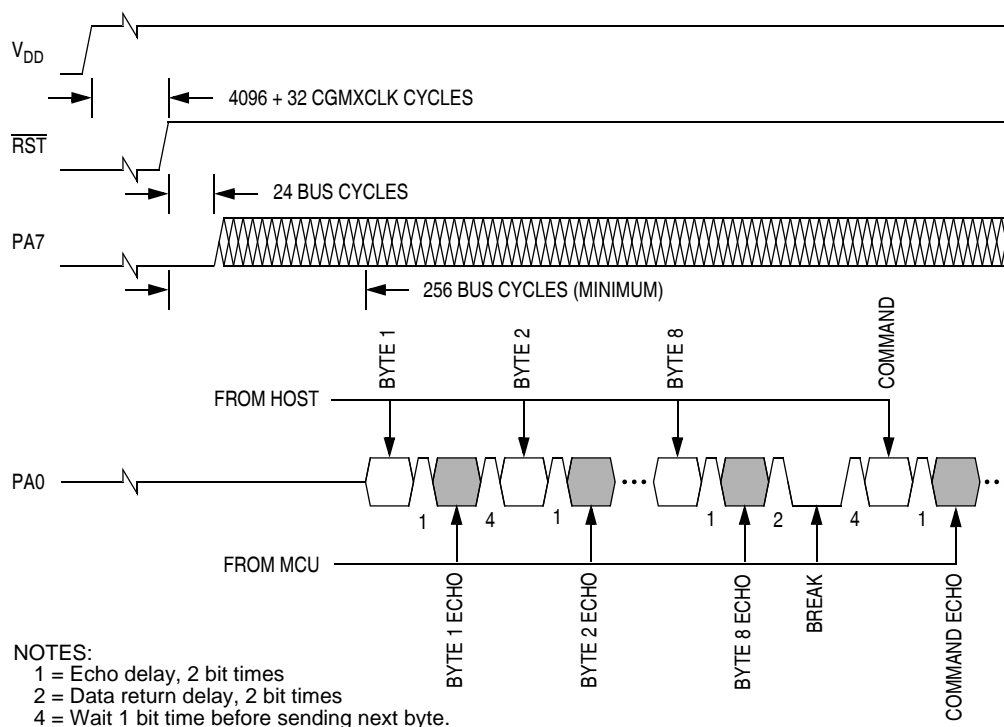 VDD
4096 + 32 CGMXCLK CYCLES
RST
24 BUS CYCLES
PA7
256 BUS CYCLES (MINIMUM)
BYTE 1
BYTE 2
BYTE 8
COMMAND
FROM HOST
PA0
1
4
1
1
2
4
1
FROM MCU
BYTE 1 ECHO
BYTE 2 ECHO
BYTE 8 ECHO
BREAK
COMMAND ECHO
NOTES:
1 = Echo delay, 2 bit times
2 = Data return delay, 2 bit times
4 = Wait 1 bit time before sending next byte.